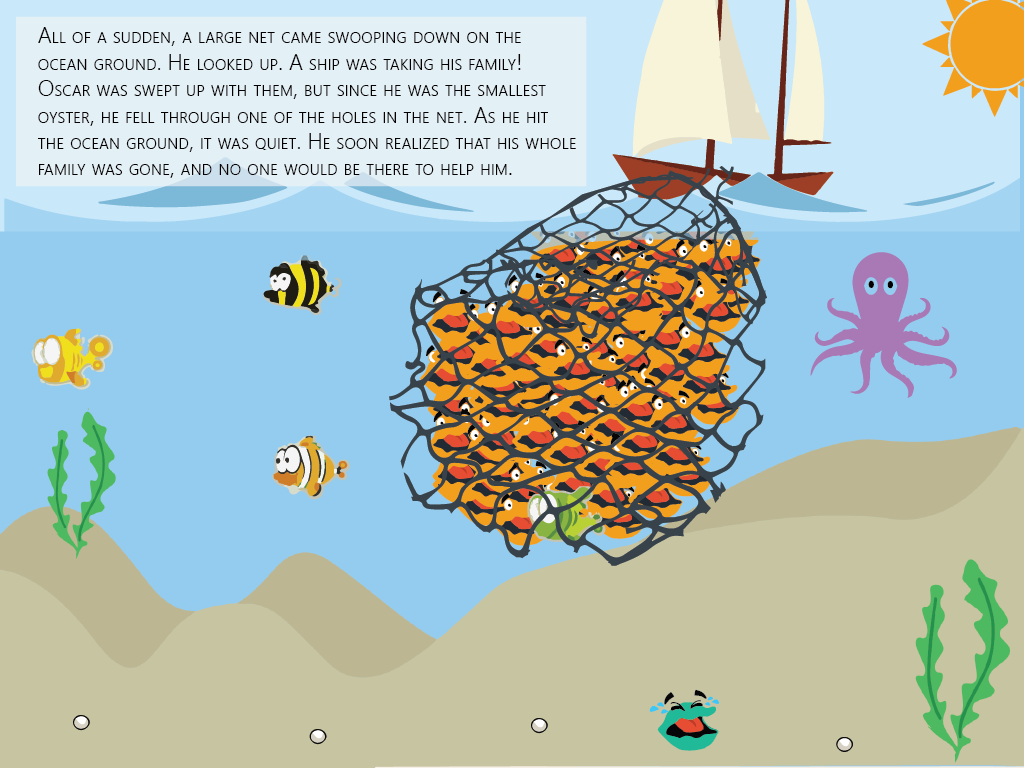 All of a sudden, a large net came swooping down on the
ocean ground. He looked up. A ship was taking his family!
Oscar was swept up with them, but since he was the smallest
oyster, he fell through one of the holes in the net. As he hit
the ocean ground, it was quiet. He soon realized that his whole
family was gone, and no one would be there to help him.